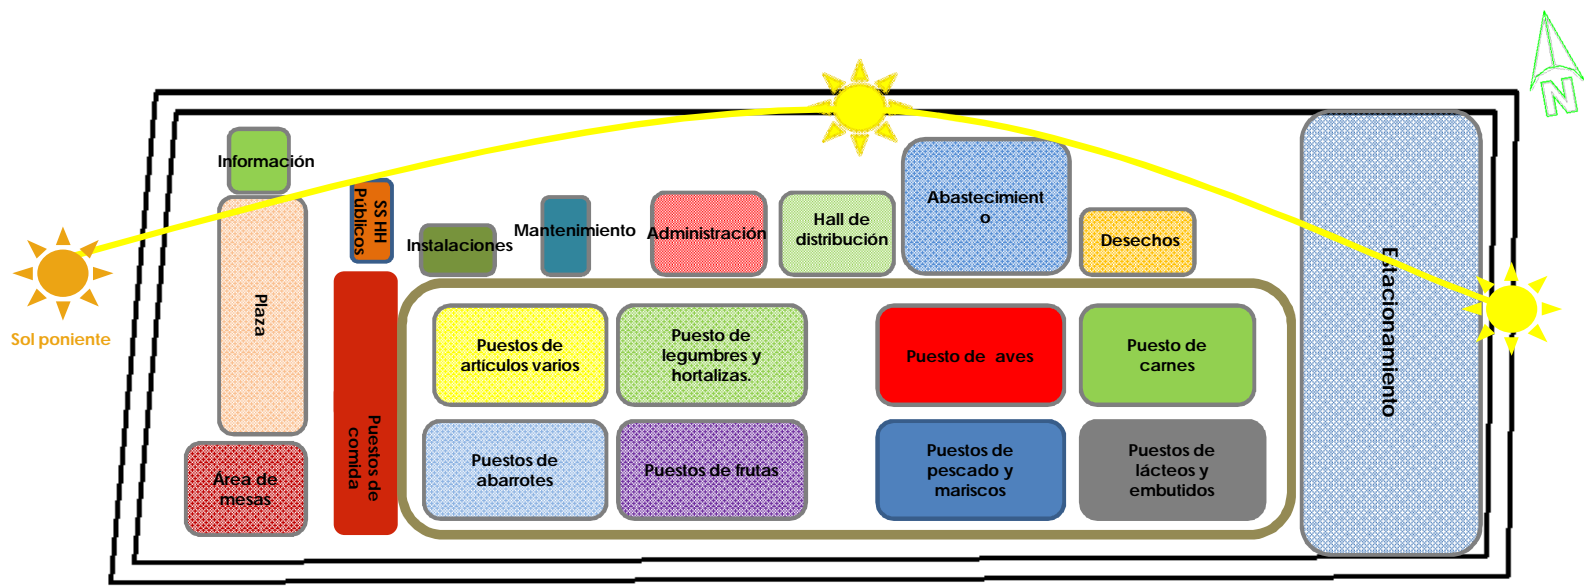 N
Información
SS HH
Públicos
Instalaciones
Mantenimiento
Administración
Hall de
distribución
Abastecimient
o
Desechos
Estacionamiento
Sol poniente
Plaza
Puestos de
artículos varios
Puesto de
legumbres y
hortalizas.
Puesto de  aves
Puesto de
carnes
Área de
mesas
Puestos de
comida
Puestos de
abarrotes
Puestos de frutas
Puestos de
pescado y
mariscos
Puestos de
lácteos y
embutidos